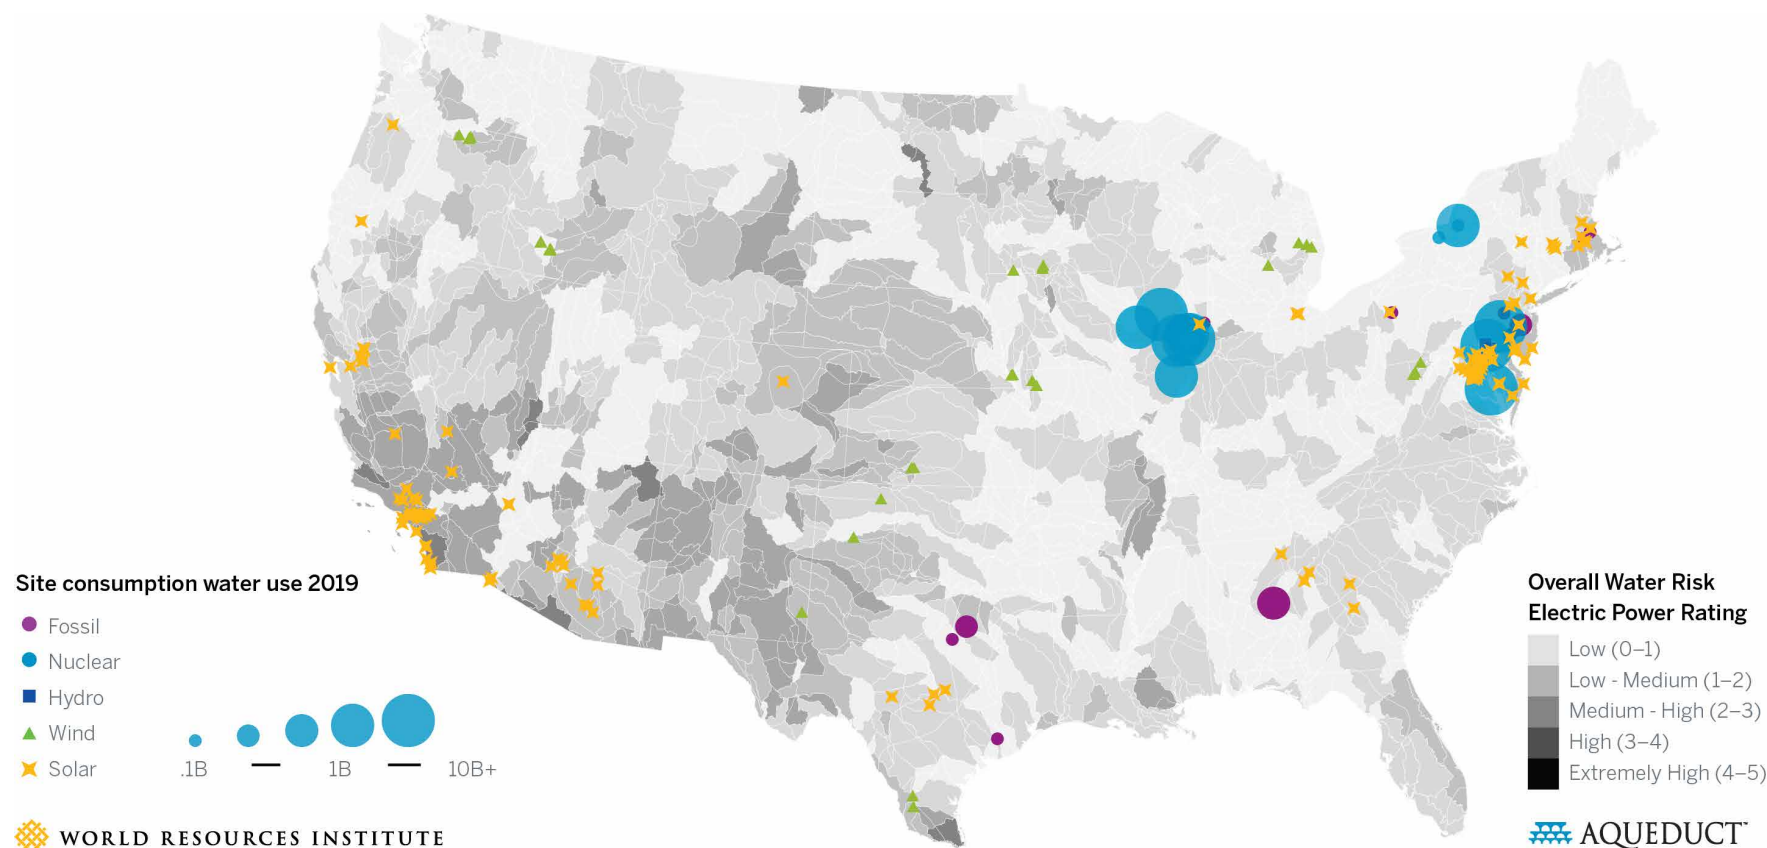 Site consumption water use 2019
Fossil
Nuclear
Hydro
Wind
Solar
.1B
1B
10B+
WORLD RESOURCES INSTITUTE
Overall Water Risk
Electric Power Rating
Low (0–1)
Low - Medium (1–2)
Medium - High (2–3)
High (3–4)
Extremely High (4–5)
AQUEDUCT™